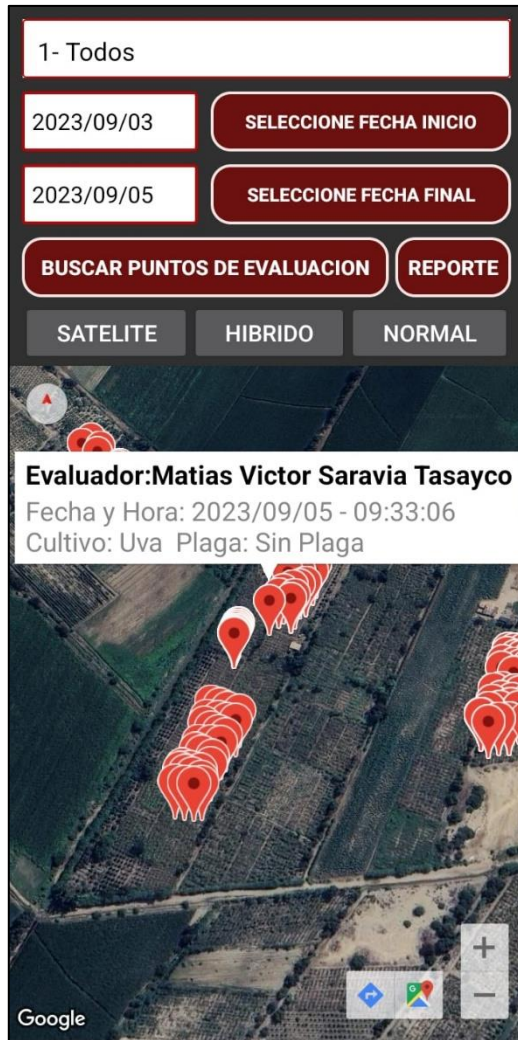 1- Todos
2023/09/03
SELECCIONE FECHA INICIO
2023/09/05
SELECCIONE FECHA FINAL
BUSCAR PUNTOS DE EVALUACION
REPORTE
SATELITE
HIBRIDO
NORMAL
Evaluador:Matias Victor Saravia Tasayco
Fecha y Hora: 2023/09/05 - 09:33:06
Cultivo: Uva Plaga: Sin Plaga
+
−
Google